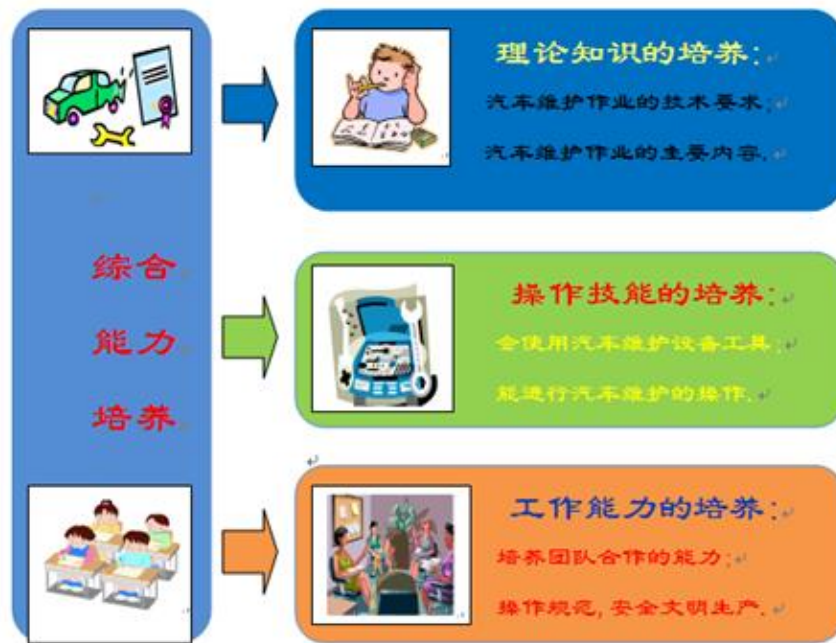 综合
能力
培养
理论知识的培养:
汽车维护作业的技术要求;
汽车维护作业的主要内容.
操作技能的培养:
会使用汽车维护设备工具;
能进行汽车维护的操作.
工作能力的培养:
培养团队合作的能力;
操作规范,安全文明生产.